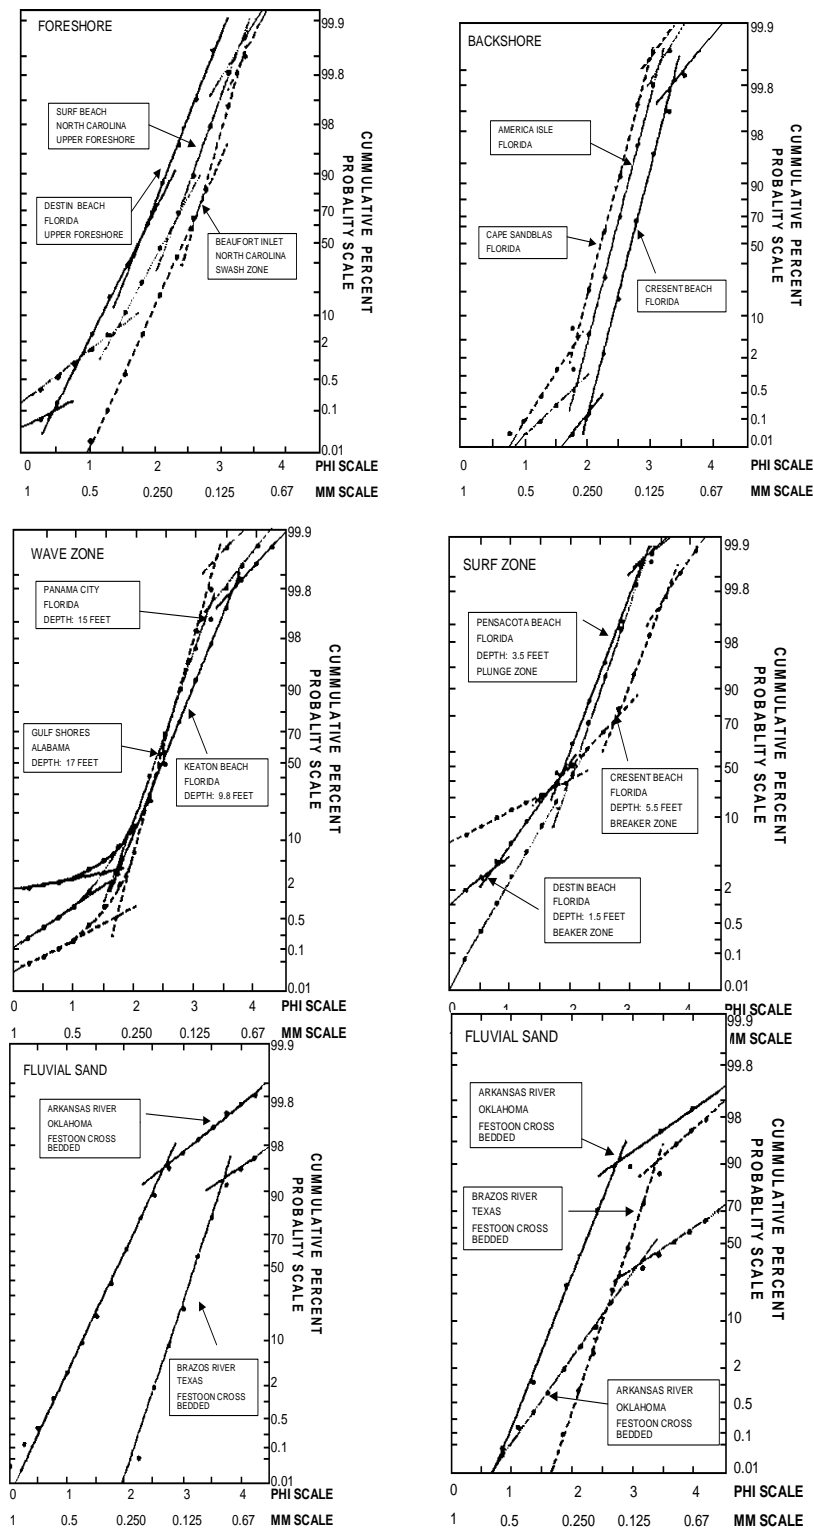 FORESHORE
SURF BEACH
NORTH CAROLINA
UPPER FORESHORE
DESTIN BEACH
FLORIDA
UPPER FORESHORE
BEAUFORT INLET
NORTH CAROLINA
SWASH ZONE
99.9
99.8
98
90
70
50
10
2
0.5
0.1
0.01
CUMMULATIVE PERCENT
PROBALITY SCALE
0 1 2 3 4 PHI SCALE
1 0.5 0.250 0.125 0.67 MM SCALE
BACKSHORE
AMERICA ISLE
FLORIDA
CAPE SANDBLAS
FLORIDA
CRESENT BEACH
FLORIDA
99.9
99.8
98
90
70
50
10
2
0.5
0.1
0.01
CUMMULATIVE PERCENT
PROBALITY SCALE
0 1 2 3 4 PHI SCALE
1 0.5 0.250 0.125 0.67 MM SCALE
WAVE ZONE
PANAMA CITY
FLORIDA
DEPTH: 15 FEET
GULF SHORES
ALABAMA
DEPTH: 17 FEET
KEATON BEACH
FLORIDA
DEPTH: 9.8 FEET
99.9
99.8
98
90
70
50
10
2
0.5
0.1
0.01
CUMMULATIVE PERCENT
PROBALITY SCALE
0 1 2 3 4 PHI SCALE
1 0.5 0.250 0.125 0.67 MM SCALE
SURF ZONE
PENSACOTA BEACH
FLORIDA
DEPTH: 3.5 FEET
PLUNGE ZONE
CRESENT BEACH
FLORIDA
DEPTH: 5.5 FEET
BREAKER ZONE
DESTIN BEACH
FLORIDA
DEPTH: 1.5 FEET
BEAKER ZONE
99.9
99.8
98
90
70
50
10
2
0.5
0.1
0.01
CUMMULATIVE PERCENT
PROBABLITY SCALE
0 1 2 3 4 PHI SCALE
MM SCALE
FLUVIAL SAND
ARKANSAS RIVER
OKLAHOMA
FESTOON CROSS
BEDDED
BRAZOS RIVER
TEXAS
FESTOON CROSS
BEDDED
99.9
99.8
98
90
70
50
10
2
0.5
0.1
0.01
CUMMULATIVE PERCENT
PROBALITY SCALE
0 1 2 3 4 PHI SCALE
1 0.5 0.250 0.125 0.67 MM SCALE
FLUVIAL SAND
ARKANSAS RIVER
OKLAHOMA
FESTOON CROSS
BEDDED
BRAZOS RIVER
TEXAS
FESTOON CROSS
BEDDED
ARKANSAS RIVER
OKLAHOMA
FESTOON CROSS
BEDDED
99.9
99.8
98
90
70
50
10
2
0.5
0.1
0.01
CUMMULATIVE PERCENT
PROBABLITY SCALE
0 1 2 3 4 PHI SCALE
1 0.5 0.250 0.125 0.67 MM SCALE